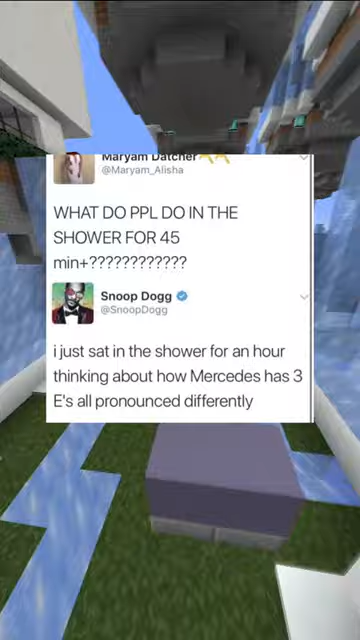 Maryam Datcher
@Maryam_Alisha
WHAT DO PPL DO IN THE
SHOWER FOR 45
min+????????????
Snoop Dogg
@SnoopDogg
i just sat in the shower for an hour
thinking about how Mercedes has 3
E's all pronounced differently